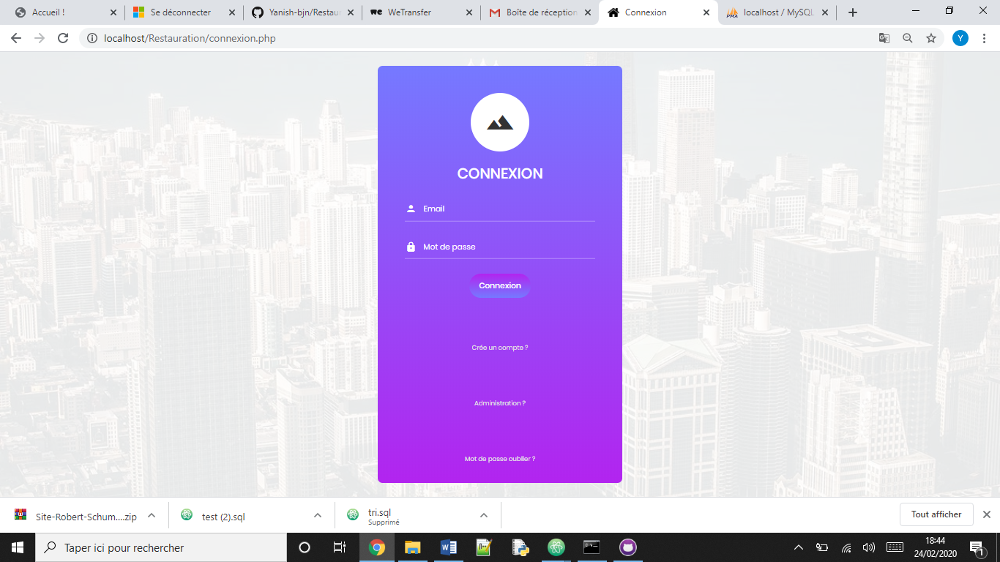 Accueil !
Se déconnecter
Yanish-bjn/Restau
WeTransfer
Boîte de réception
Connexion
localhost / MySQL
localhost/Restauration/connexion.php
Y
CONNEXION
Email
Mot de passe
Connexion
Crée un compte ?
Administration ?
Mot de passe oublier ?
Site-Robert-Schum....zip
test (2).sql
tri.sql
Supprimé
Tout afficher
Taper ici pour rechercher
18:44
24/02/2020
1